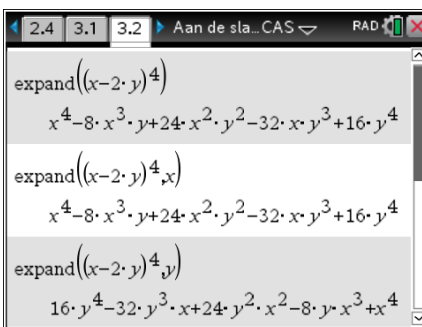 2.4 3.1 3.2 Aan de sla…CAS RAD
expand((x−2·y)^4)
x^4−8·x^3·y+24·x^2·y^2−32·x·y^3+16·y^4
expand((x−2·y)^4,x)
x^4−8·x^3·y+24·x^2·y^2−32·x·y^3+16·y^4
expand((x−2·y)^4,y)
16·y^4−32·y^3·x+24·y^2·x^2−8·y·x^3+x^4